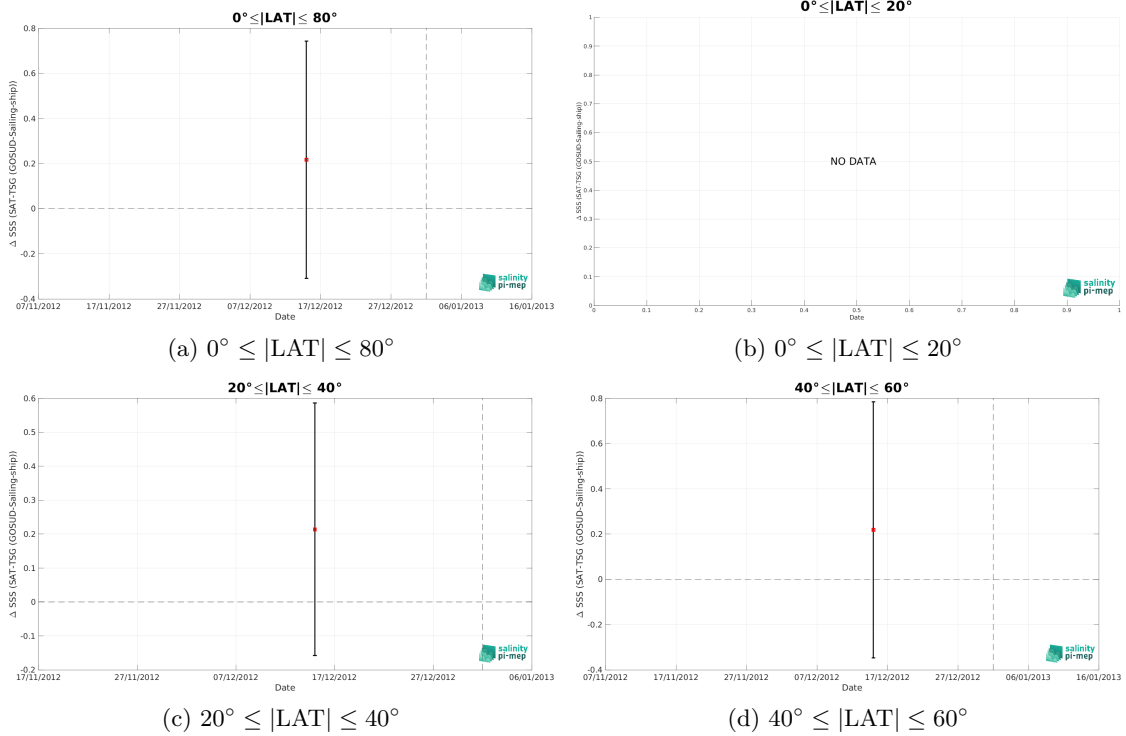 0°≤|LAT|≤ 80°
Δ SSS (SAT-TSG (GOSUD-Sailing-ship))
0.8
0.6
0.4
0.2
0
-0.2
-0.4
07/11/2012 17/11/2012 27/11/2012 07/12/2012 17/12/2012 27/12/2012 06/01/2013 16/01/2013
Date
salinity
pi-mep
(a) 0° ≤ |LAT| ≤ 80°
0°≤|LAT|≤ 20°
Δ SSS (SAT-TSG (GOSUD-Sailing-ship))
1
0.9
0.8
0.7
0.6
0.5
0.4
0.3
0.2
0.1
0
NO DATA
0 0.1 0.2 0.3 0.4 0.5 0.6 0.7 0.8 0.9 1
Date
salinity
pi-mep
(b) 0° ≤ |LAT| ≤ 20°
20°≤|LAT|≤ 40°
Δ SSS (SAT-TSG (GOSUD-Sailing-ship))
0.6
0.5
0.4
0.3
0.2
0.1
0
-0.1
-0.2
17/11/2012 27/11/2012 07/12/2012 17/12/2012 27/12/2012 06/01/2013
Date
salinity
pi-mep
(c) 20° ≤ |LAT| ≤ 40°
40°≤|LAT|≤ 60°
Δ SSS (SAT-TSG (GOSUD-Sailing-ship))
0.8
0.6
0.4
0.2
0
-0.2
-0.4
07/11/2012 17/11/2012 27/11/2012 07/12/2012 17/12/2012 27/12/2012 06/01/2013 16/01/2013
Date
salinity
pi-mep
(d) 40° ≤ |LAT| ≤ 60°